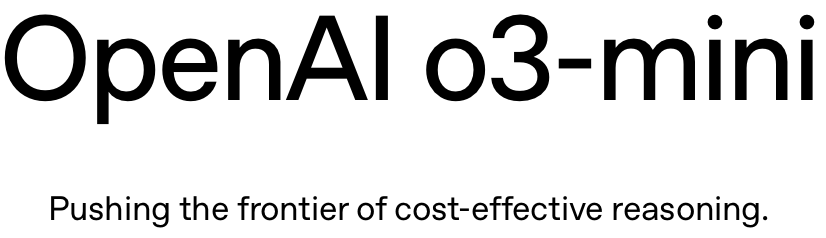 OpenAI o3-mini
Pushing the frontier of cost-effective reasoning.